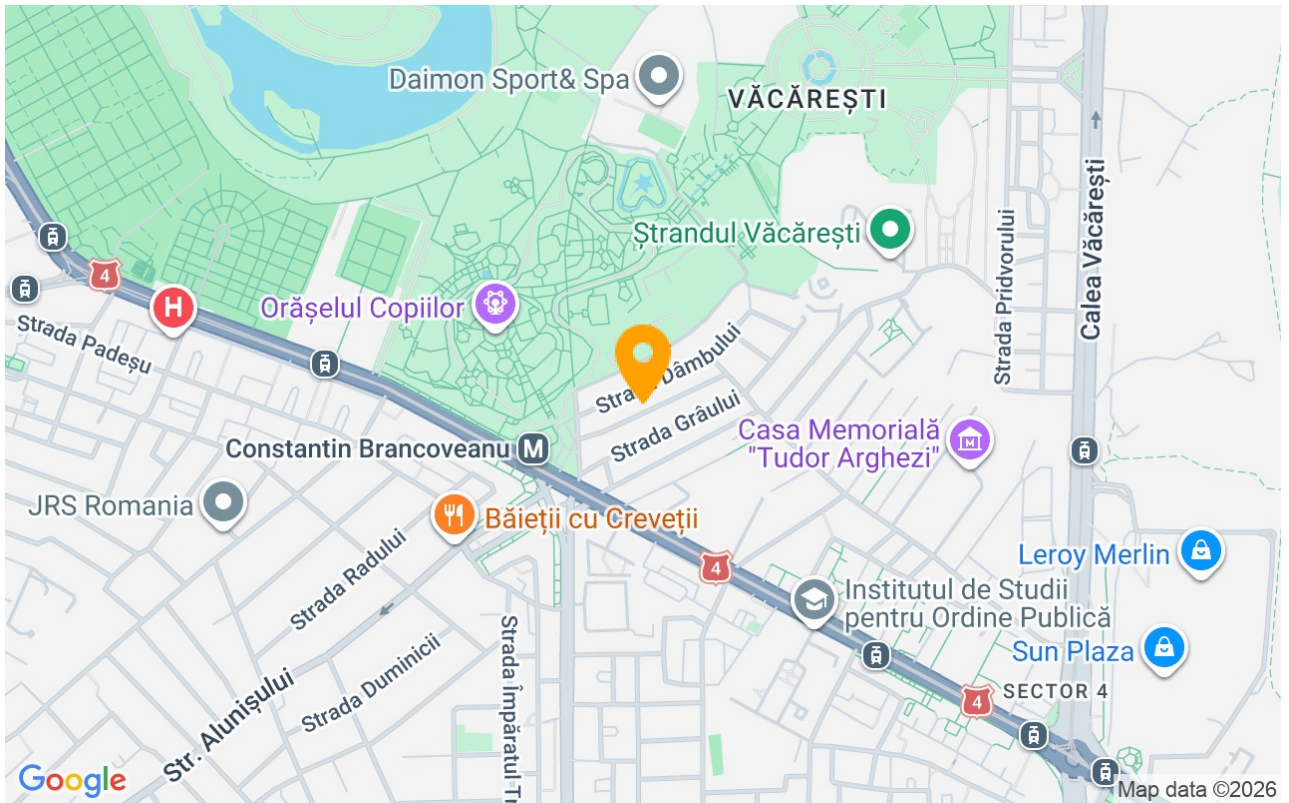 Daimon Sport& Spa
VĂCĂREȘTI
Calea Văcărești
Ștrandul Văcărești
Strada Pridvorului
4
H
Orășelul Copiilor
Strada Padeșu
Dâmbului
Strada Grâului
Casa Memorială
"Tudor Arghezi"
M
Constantin Brancoveanu
M
JRS Romania
Băieții cu Creveții
Leroy Merlin
4
Strada Radului
Institutul de Studii
pentru Ordine Publică
Sun Plaza
Strada Duminicii
Strada Împăratul Tr
SECTOR 4
4
Str. Alunișului
Google
Map data ©2026